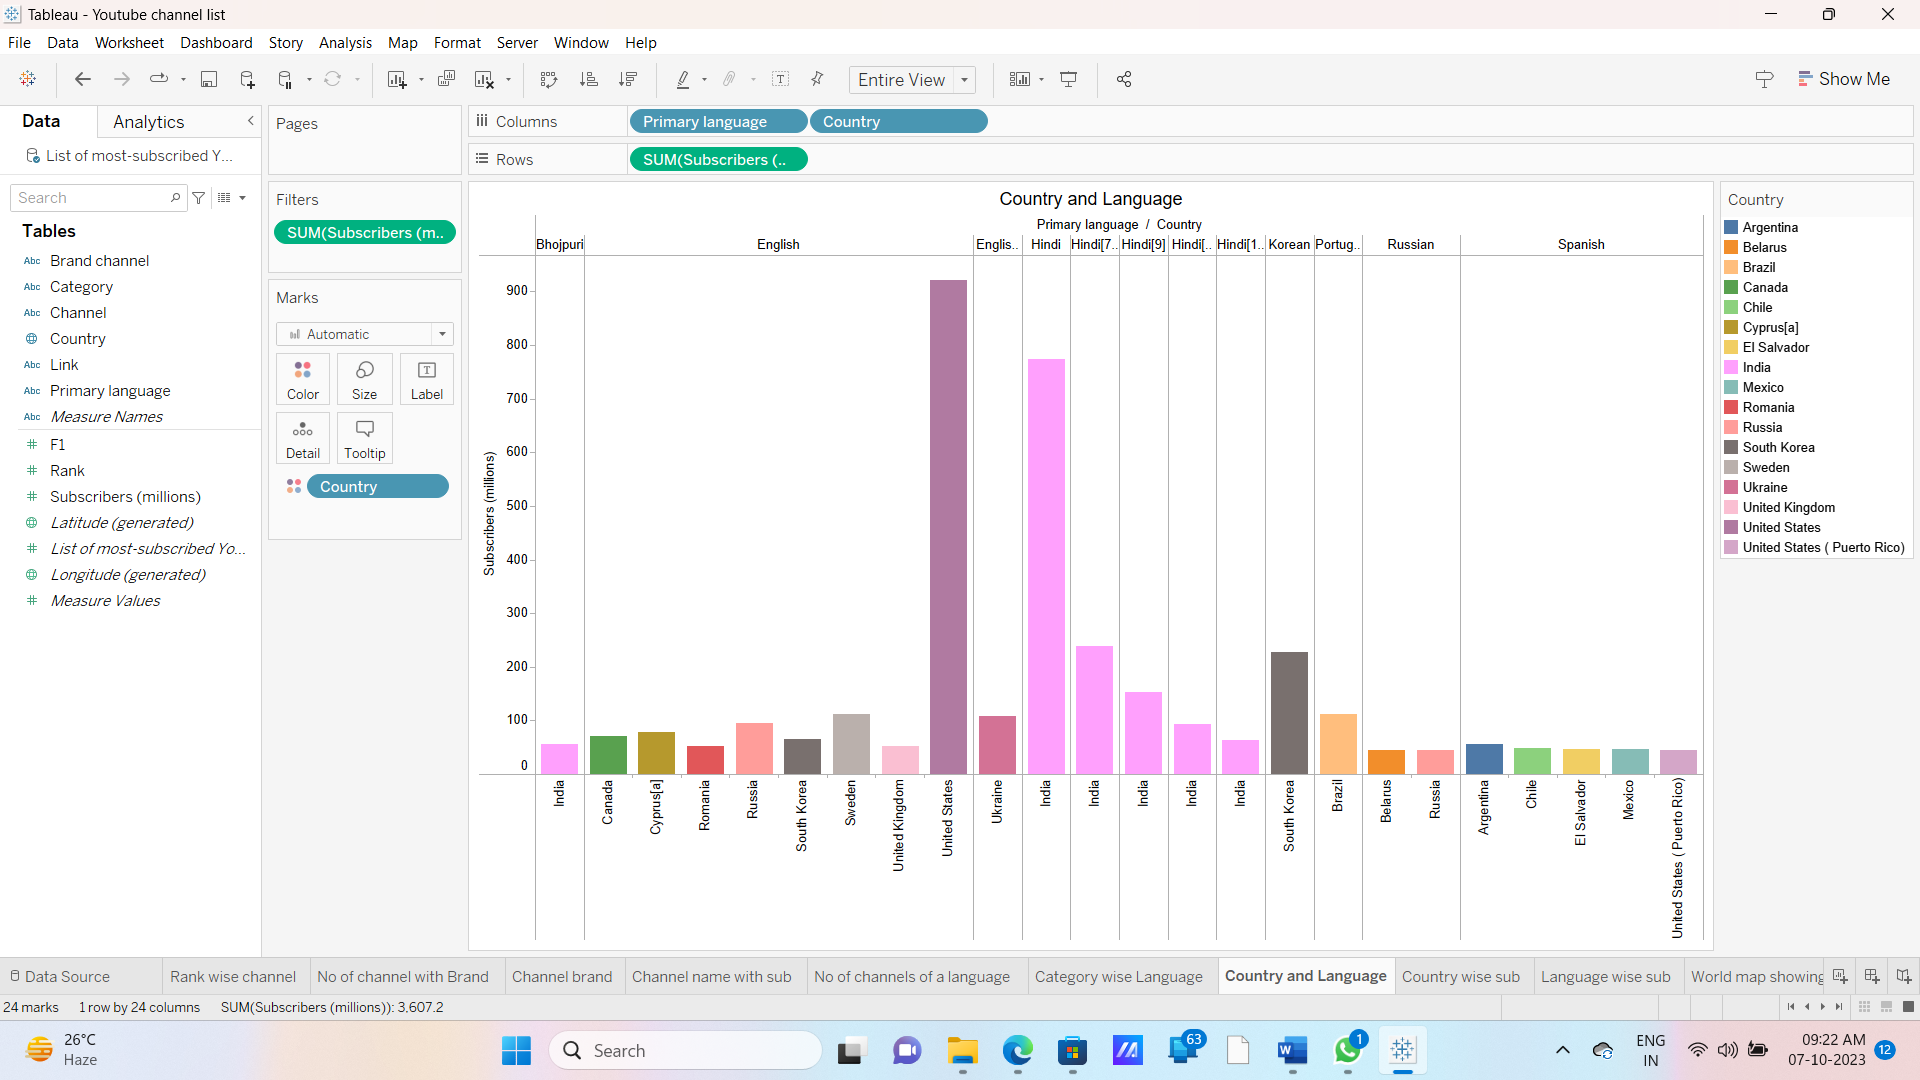 Tableau - Youtube channel list
File Data Worksheet Dashboard Story Analysis Map Format Server Window Help
Entire View
Show Me
Data Analytics
List of most-subscribed Y...
Search
Tables
Abc Brand channel
Abc Category
Abc Channel
Country
Abc Link
Abc Primary language
Abc Measure Names
# F1
# Rank
# Subscribers (millions)
Latitude (generated)
# List of most-subscribed Yo...
Longitude (generated)
# Measure Values
Pages
Filters
SUM(Subscribers (m..
Marks
Automatic
Color Size Label
Detail Tooltip
Country
Columns Primary language Country
Rows SUM(Subscribers (..
Country and Language
Primary language / Country
Bhojpuri English Englis.. Hindi Hindi[7.. Hindi[9] Hindi[.. Hindi[1.. Korean Portug.. Russian Spanish
Subscribers (millions)
900
800
700
600
500
400
300
200
100
0
India Canada Cyprus[a] Romania Russia South Korea Sweden United Kingdom United States Ukraine India India India India India South Korea Brazil Belarus Russia Argentina Chile El Salvador Mexico United States ( Puerto Rico)
Country
Argentina
Belarus
Brazil
Canada
Chile
Cyprus[a]
El Salvador
India
Mexico
Romania
Russia
South Korea
Sweden
Ukraine
United Kingdom
United States
United States ( Puerto Rico)
Data Source Rank wise channel No of channel with Brand Channel brand Channel name with sub No of channels of a language Category wise Language Country and Language Country wise sub Language wise sub World map showing
24 marks 1 row by 24 columns SUM(Subscribers (millions)): 3,607.2
26°C
Haze
Search
63
1
ENG
IN
09:22 AM
07-10-2023
12